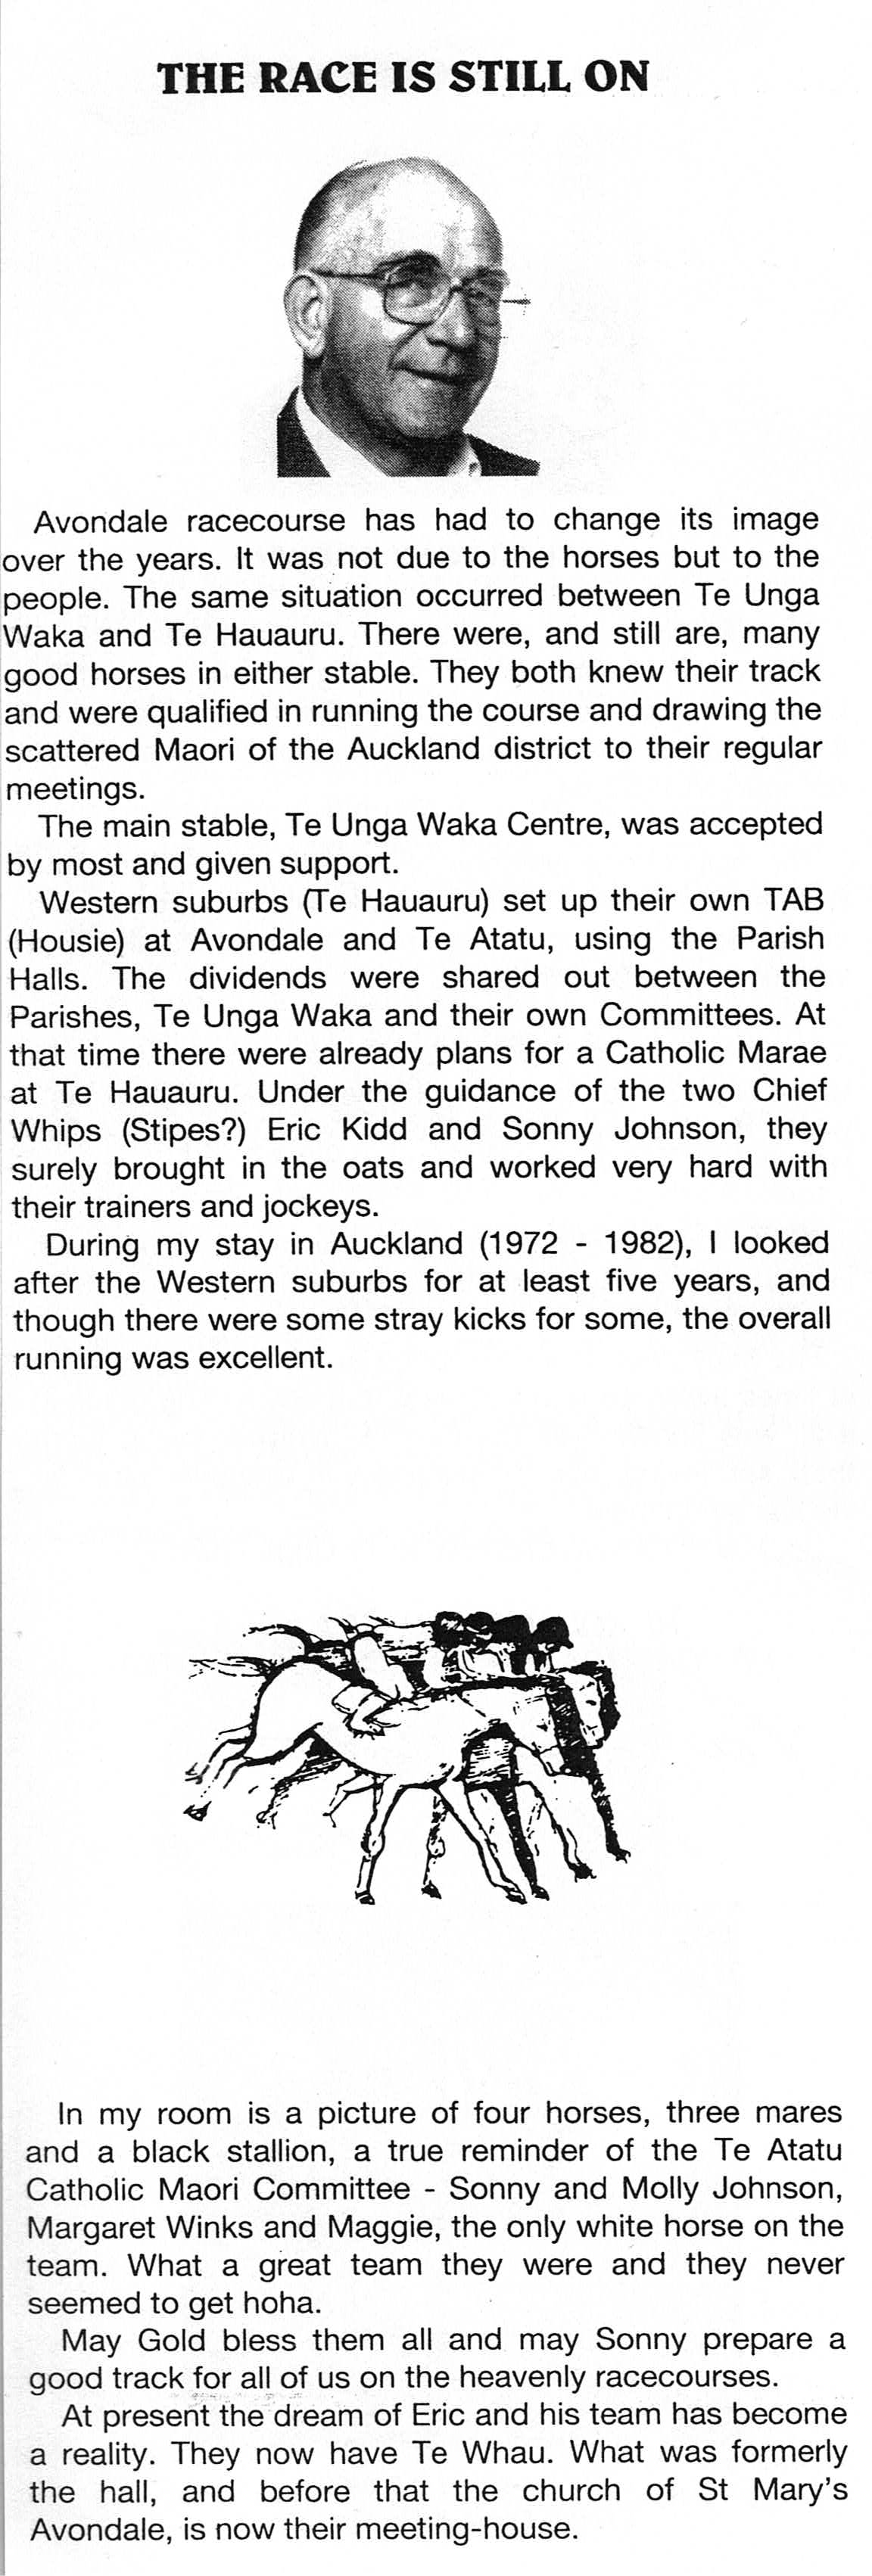 THE RACE IS STILL ON
Avondale racecourse has had to change its image
over the years. It was not due to the horses but to the
people. The same situation occurred between Te Unga
Waka and Te Hauauru. There were, and still are, many
good horses in either stable. They both knew their track
and were qualified in running the course and drawing the
scattered Maori of the Auckland district to their regular
meetings.
The main stable, Te Unga Waka Centre, was accepted
by most and given support.
Western suburbs (Te Hauauru) set up their own TAB
(Housie) at Avondale and Te Atatu, using the Parish
Halls. The dividends were shared out between the
Parishes, Te Unga Waka and their own Committees. At
that time there were already plans for a Catholic Marae
at Te Hauauru. Under the guidance of the two Chief
Whips (Stipes?) Eric Kidd and Sonny Johnson, they
surely brought in the oats and worked very hard with
their trainers and jockeys.
During my stay in Auckland (1972 - 1982), I looked
after the Western suburbs for at least five years, and
though there were some stray kicks for some, the overall
running was excellent.
In my room is a picture of four horses, three mares
and a black stallion, a true reminder of the Te Atatu
Catholic Maori Committee - Sonny and Molly Johnson,
Margaret Winks and Maggie, the only white horse on the
team. What a great team they were and they never
seemed to get hoha.
May Gold bless them all and may Sonny prepare a
good track for all of us on the heavenly racecourses.
At present the dream of Eric and his team has become
a reality. They now have Te Whau. What was formerly
the hall, and before that the church of St Mary's
Avondale, is now their meeting-house.